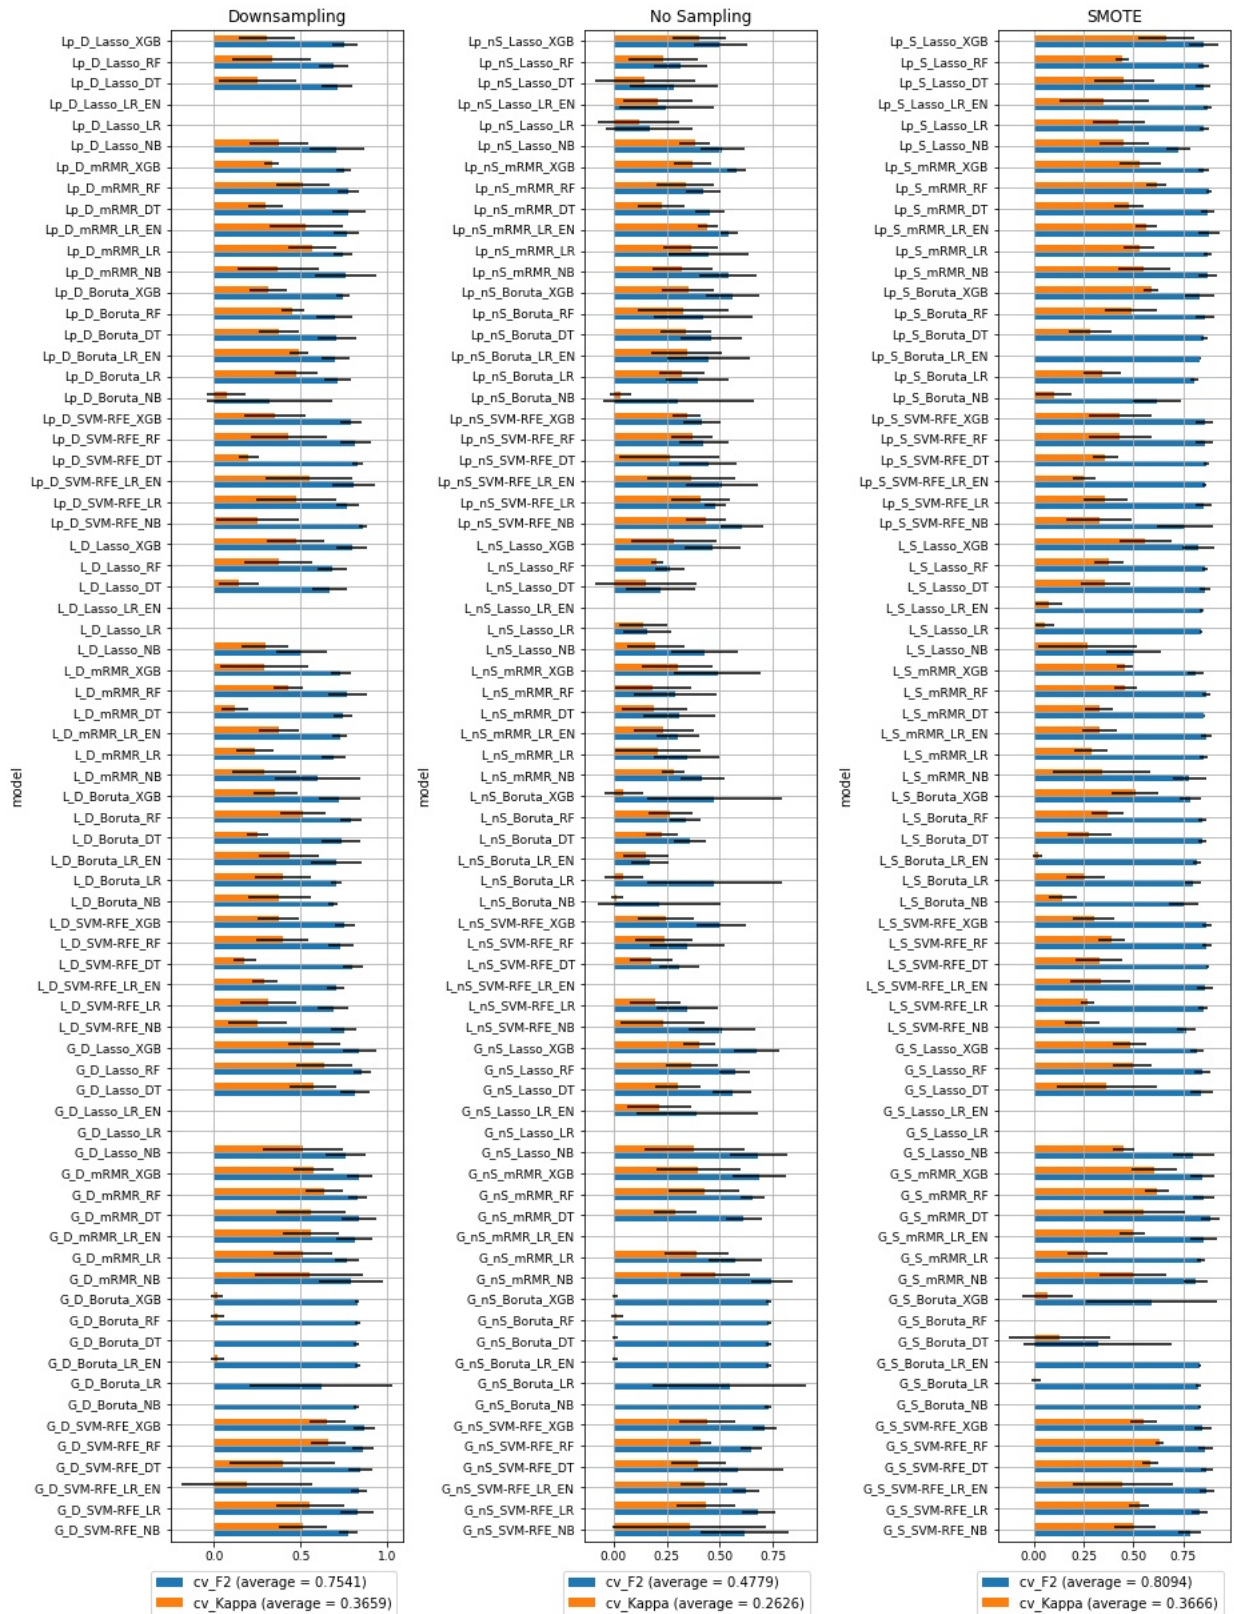 Downsampling
Lp_D_Lasso_XGB
Lp_D_Lasso_RF
Lp_D_Lasso_DT
Lp_D_Lasso_LR_EN
Lp_D_Lasso_LR
Lp_D_Lasso_NB
Lp_D_mRMR_XGB
Lp_D_mRMR_RF
Lp_D_mRMR_DT
Lp_D_mRMR_LR_EN
Lp_D_mRMR_LR
Lp_D_mRMR_NB
Lp_D_Boruta_XGB
Lp_D_Boruta_RF
Lp_D_Boruta_DT
Lp_D_Boruta_LR_EN
Lp_D_Boruta_LR
Lp_D_Boruta_NB
Lp_D_SVM-RFE_XGB
Lp_D_SVM-RFE_RF
Lp_D_SVM-RFE_DT
Lp_D_SVM-RFE_LR_EN
Lp_D_SVM-RFE_LR
Lp_D_SVM-RFE_NB
L_D_Lasso_XGB
L_D_Lasso_RF
L_D_Lasso_DT
L_D_Lasso_LR_EN
L_D_Lasso_LR
L_D_Lasso_NB
L_D_mRMR_XGB
L_D_mRMR_RF
L_D_mRMR_DT
L_D_mRMR_LR_EN
L_D_mRMR_LR
L_D_mRMR_NB
L_D_Boruta_XGB
L_D_Boruta_RF
L_D_Boruta_DT
L_D_Boruta_LR_EN
L_D_Boruta_LR
L_D_Boruta_NB
L_D_SVM-RFE_XGB
L_D_SVM-RFE_RF
L_D_SVM-RFE_DT
L_D_SVM-RFE_LR_EN
L_D_SVM-RFE_LR
L_D_SVM-RFE_NB
G_D_Lasso_XGB
G_D_Lasso_RF
G_D_Lasso_DT
G_D_Lasso_LR_EN
G_D_Lasso_LR
G_D_Lasso_NB
G_D_mRMR_XGB
G_D_mRMR_RF
G_D_mRMR_DT
G_D_mRMR_LR_EN
G_D_mRMR_LR
G_D_mRMR_NB
G_D_Boruta_XGB
G_D_Boruta_RF
G_D_Boruta_DT
G_D_Boruta_LR_EN
G_D_Boruta_LR
G_D_Boruta_NB
G_D_SVM-RFE_XGB
G_D_SVM-RFE_RF
G_D_SVM-RFE_DT
G_D_SVM-RFE_LR_EN
G_D_SVM-RFE_LR
G_D_SVM-RFE_NB
model
0.0 0.5 1.0
cv_F2 (average = 0.7541)
cv_Kappa (average = 0.3659)
No Sampling
Lp_nS_Lasso_XGB
Lp_nS_Lasso_RF
Lp_nS_Lasso_DT
Lp_nS_Lasso_LR_EN
Lp_nS_Lasso_LR
Lp_nS_Lasso_NB
Lp_nS_mRMR_XGB
Lp_nS_mRMR_RF
Lp_nS_mRMR_DT
Lp_nS_mRMR_LR_EN
Lp_nS_mRMR_LR
Lp_nS_mRMR_NB
Lp_nS_Boruta_XGB
Lp_nS_Boruta_RF
Lp_nS_Boruta_DT
Lp_nS_Boruta_LR_EN
Lp_nS_Boruta_LR
Lp_nS_Boruta_NB
Lp_nS_SVM-RFE_XGB
Lp_nS_SVM-RFE_RF
Lp_nS_SVM-RFE_DT
Lp_nS_SVM-RFE_LR_EN
Lp_nS_SVM-RFE_LR
Lp_nS_SVM-RFE_NB
L_nS_Lasso_XGB
L_nS_Lasso_RF
L_nS_Lasso_DT
L_nS_Lasso_LR_EN
L_nS_Lasso_LR
L_nS_Lasso_NB
L_nS_mRMR_XGB
L_nS_mRMR_RF
L_nS_mRMR_DT
L_nS_mRMR_LR_EN
L_nS_mRMR_LR
L_nS_mRMR_NB
L_nS_Boruta_XGB
L_nS_Boruta_RF
L_nS_Boruta_DT
L_nS_Boruta_LR_EN
L_nS_Boruta_LR
L_nS_Boruta_NB
L_nS_SVM-RFE_XGB
L_nS_SVM-RFE_RF
L_nS_SVM-RFE_DT
L_nS_SVM-RFE_LR_EN
L_nS_SVM-RFE_LR
L_nS_SVM-RFE_NB
G_nS_Lasso_XGB
G_nS_Lasso_RF
G_nS_Lasso_DT
G_nS_Lasso_LR_EN
G_nS_Lasso_LR
G_nS_Lasso_NB
G_nS_mRMR_XGB
G_nS_mRMR_RF
G_nS_mRMR_DT
G_nS_mRMR_LR_EN
G_nS_mRMR_LR
G_nS_mRMR_NB
G_nS_Boruta_XGB
G_nS_Boruta_RF
G_nS_Boruta_DT
G_nS_Boruta_LR_EN
G_nS_Boruta_LR
G_nS_Boruta_NB
G_nS_SVM-RFE_XGB
G_nS_SVM-RFE_RF
G_nS_SVM-RFE_DT
G_nS_SVM-RFE_LR_EN
G_nS_SVM-RFE_LR
G_nS_SVM-RFE_NB
model
0.00 0.25 0.50 0.75
cv_F2 (average = 0.4779)
cv_Kappa (average = 0.2626)
SMOTE
Lp_S_Lasso_XGB
Lp_S_Lasso_RF
Lp_S_Lasso_DT
Lp_S_Lasso_LR_EN
Lp_S_Lasso_LR
Lp_S_Lasso_NB
Lp_S_mRMR_XGB
Lp_S_mRMR_RF
Lp_S_mRMR_DT
Lp_S_mRMR_LR_EN
Lp_S_mRMR_LR
Lp_S_mRMR_NB
Lp_S_Boruta_XGB
Lp_S_Boruta_RF
Lp_S_Boruta_DT
Lp_S_Boruta_LR_EN
Lp_S_Boruta_LR
Lp_S_Boruta_NB
Lp_S_SVM-RFE_XGB
Lp_S_SVM-RFE_RF
Lp_S_SVM-RFE_DT
Lp_S_SVM-RFE_LR_EN
Lp_S_SVM-RFE_LR
Lp_S_SVM-RFE_NB
L_S_Lasso_XGB
L_S_Lasso_RF
L_S_Lasso_DT
L_S_Lasso_LR_EN
L_S_Lasso_LR
L_S_Lasso_NB
L_S_mRMR_XGB
L_S_mRMR_RF
L_S_mRMR_DT
L_S_mRMR_LR_EN
L_S_mRMR_LR
L_S_mRMR_NB
L_S_Boruta_XGB
L_S_Boruta_RF
L_S_Boruta_DT
L_S_Boruta_LR_EN
L_S_Boruta_LR
L_S_Boruta_NB
L_S_SVM-RFE_XGB
L_S_SVM-RFE_RF
L_S_SVM-RFE_DT
L_S_SVM-RFE_LR_EN
L_S_SVM-RFE_LR
L_S_SVM-RFE_NB
G_S_Lasso_XGB
G_S_Lasso_RF
G_S_Lasso_DT
G_S_Lasso_LR_EN
G_S_Lasso_LR
G_S_Lasso_NB
G_S_mRMR_XGB
G_S_mRMR_RF
G_S_mRMR_DT
G_S_mRMR_LR_EN
G_S_mRMR_LR
G_S_mRMR_NB
G_S_Boruta_XGB
G_S_Boruta_RF
G_S_Boruta_DT
G_S_Boruta_LR_EN
G_S_Boruta_LR
G_S_Boruta_NB
G_S_SVM-RFE_XGB
G_S_SVM-RFE_RF
G_S_SVM-RFE_DT
G_S_SVM-RFE_LR_EN
G_S_SVM-RFE_LR
G_S_SVM-RFE_NB
model
0.00 0.25 0.50 0.75
cv_F2 (average = 0.8094)
cv_Kappa (average = 0.3666)